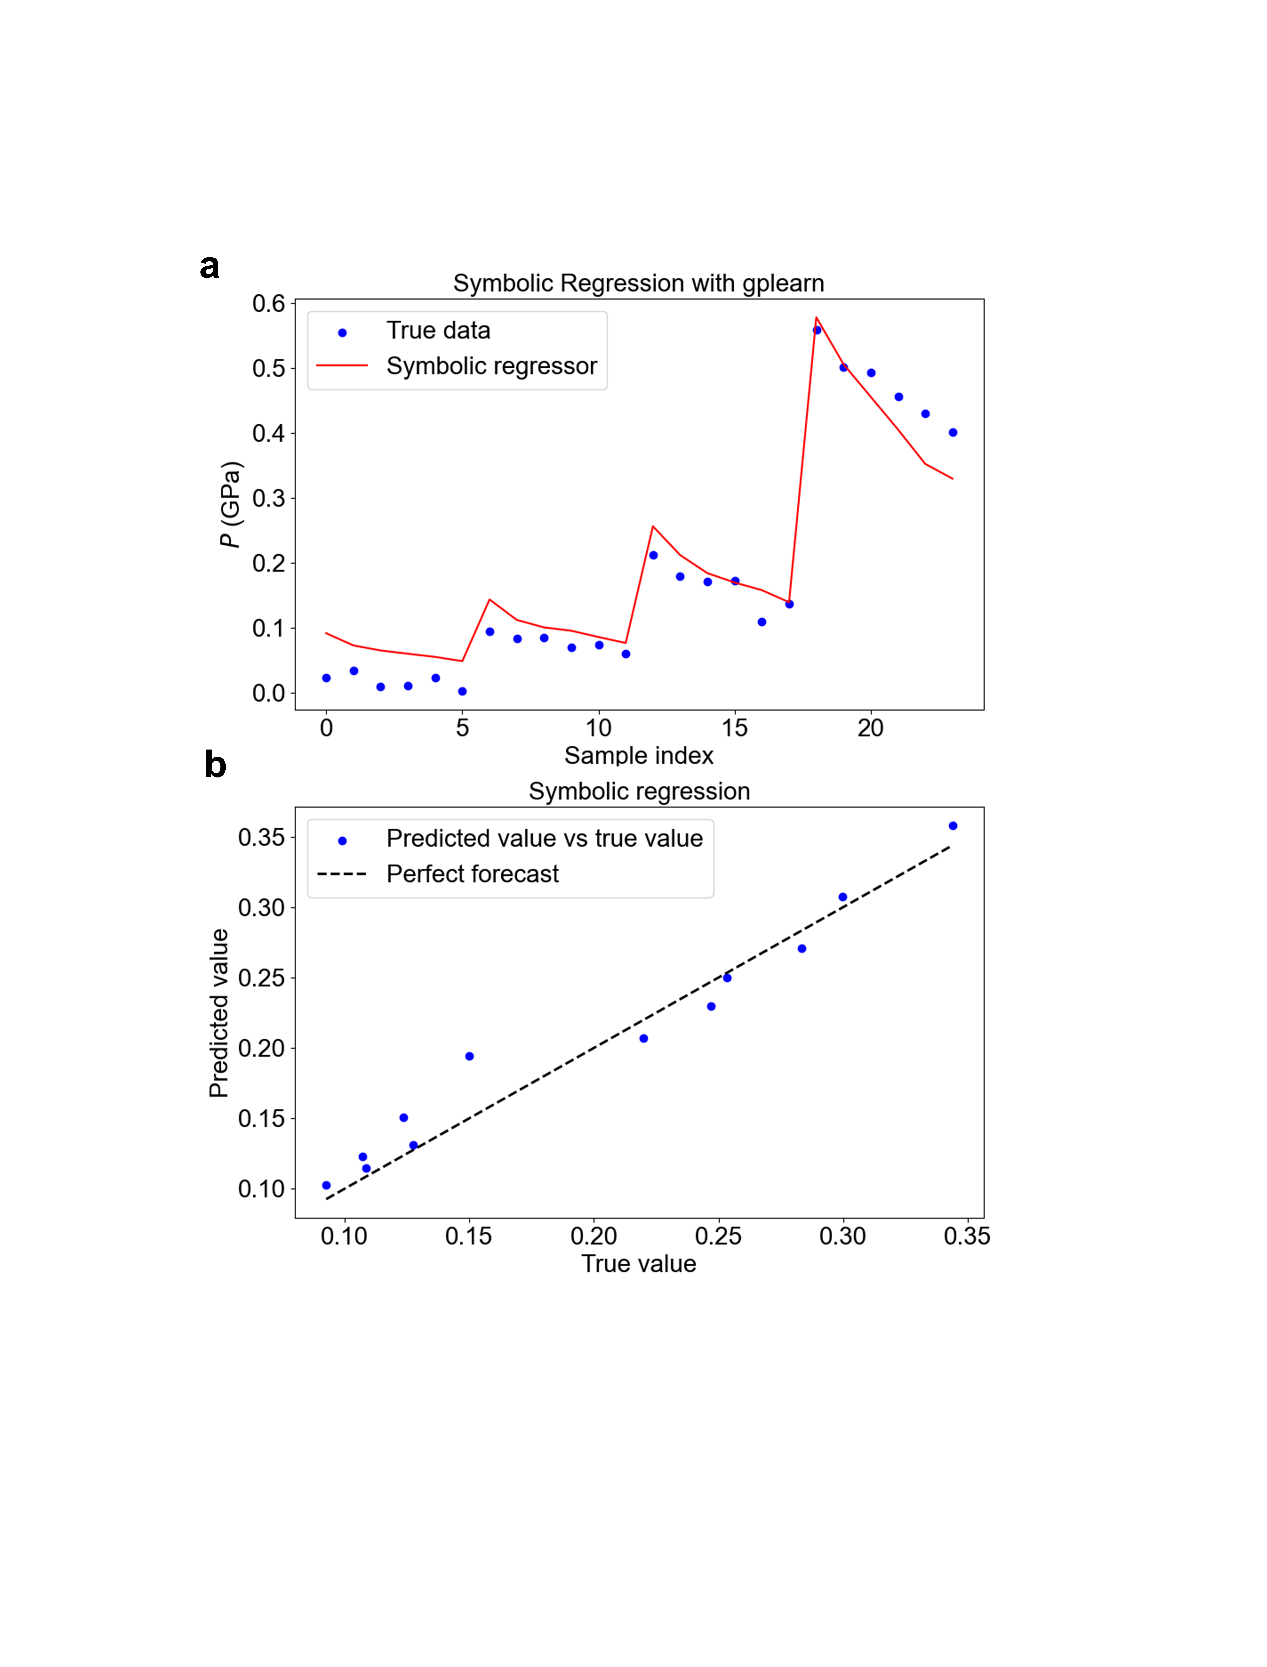 a
Symbolic Regression with gplearn
0.6
0.5
0.4
0.3
0.2
0.1
0.0
P (GPa)
True data
Symbolic regressor
0 5 10 15 20
Sample index
b
Symbolic regression
0.35
0.30
0.25
0.20
0.15
0.10
Predicted value
Predicted value vs true value
Perfect forecast
0.10 0.15 0.20 0.25 0.30 0.35
True value